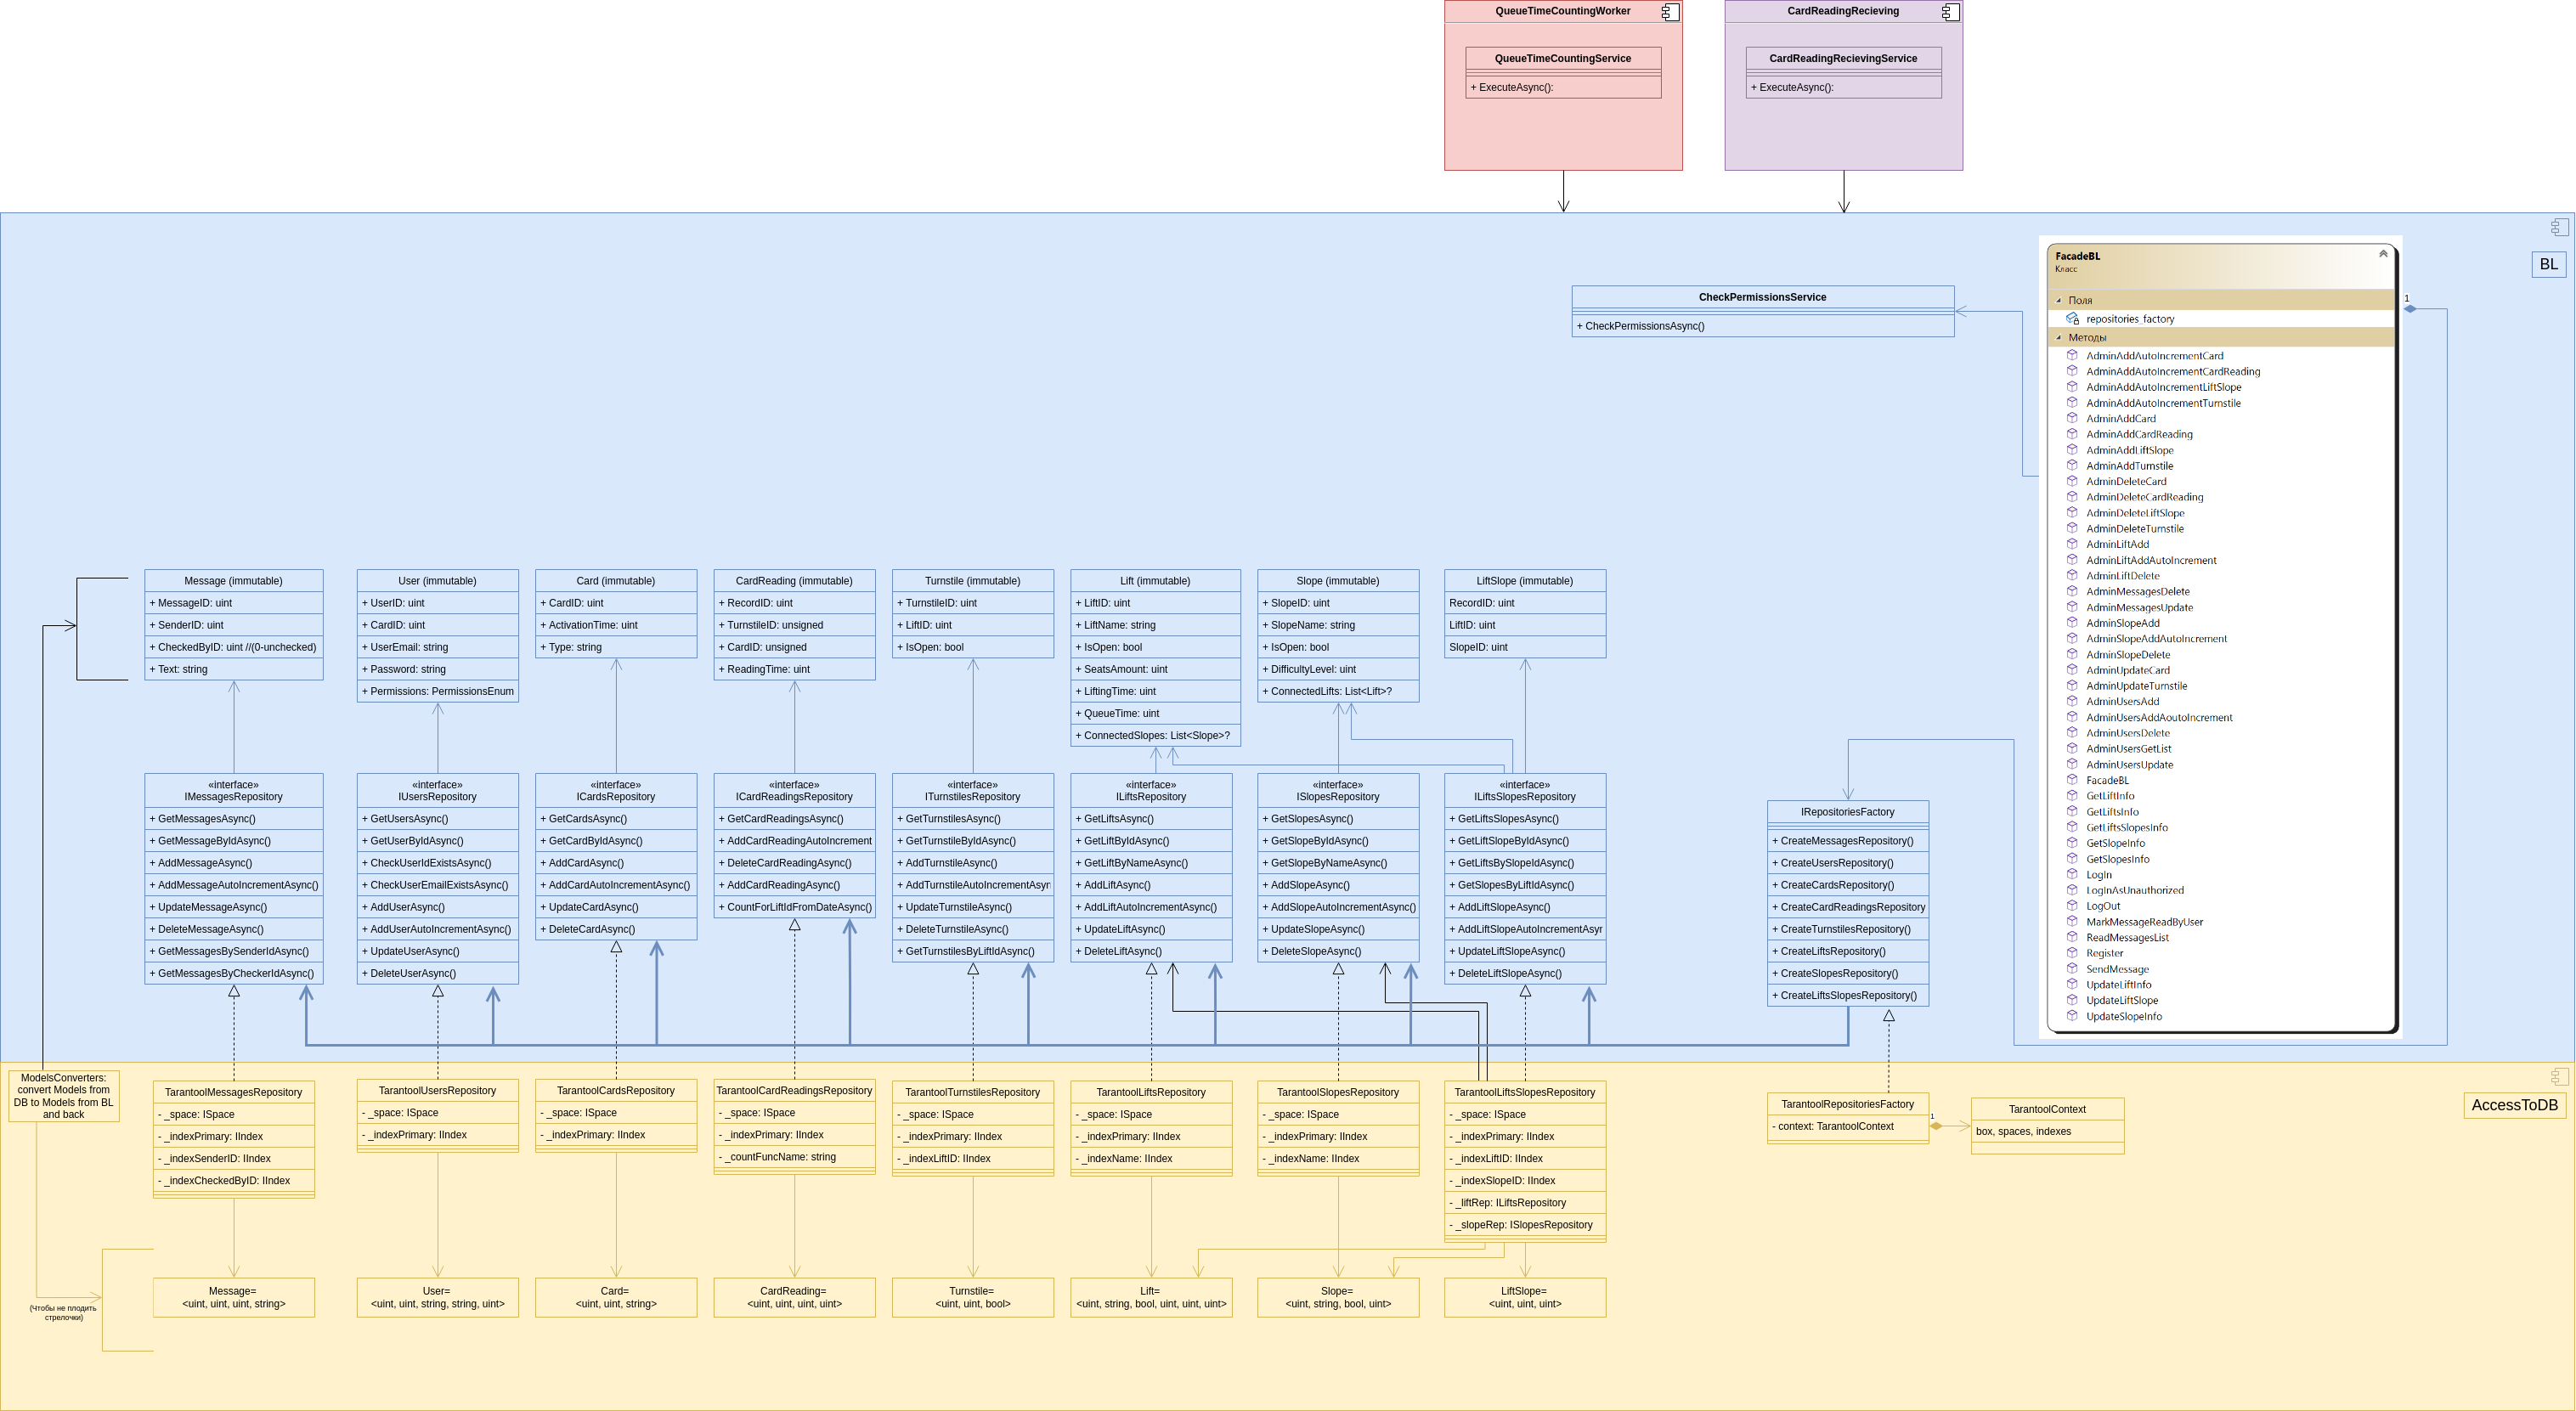 QueueTimeCountingWorker
QueueTimeCountingService
+ ExecuteAsync():
CardReadingRecieving
CardReadingRecievingService
+ ExecuteAsync():
BL
CheckPermissionsService
+ CheckPermissionsAsync()
FacadeBL
Класс
Поля
repositories_factory
Методы
AdminAddAutoIncrementCard
AdminAddAutoIncrementCardReading
AdminAddAutoIncrementLiftSlope
AdminAddAutoIncrementTurnstile
AdminAddCard
AdminAddCardReading
AdminAddLiftSlope
AdminAddTurnstile
AdminDeleteCard
AdminDeleteCardReading
AdminDeleteLiftSlope
AdminDeleteTurnstile
AdminLiftAdd
AdminLiftAddAutoIncrement
AdminLiftDelete
AdminMessagesDelete
AdminMessagesUpdate
AdminSlopeAdd
AdminSlopeAddAutoIncrement
AdminSlopeDelete
AdminUpdateCard
AdminUpdateTurnstile
AdminUsersAdd
AdminUsersAddAoutoIncrement
AdminUsersDelete
AdminUsersGetList
AdminUsersUpdate
FacadeBL
GetLiftInfo
GetLiftsInfo
GetLiftsSlopesInfo
GetSlopeInfo
GetSlopesInfo
LogIn
LogInAsUnauthorized
LogOut
MarkMessageReadByUser
ReadMessagesList
Register
SendMessage
UpdateLiftInfo
UpdateLiftSlope
UpdateSlopeInfo
1
Message (immutable)
+ MessageID: uint
+ SenderID: uint
+ CheckedByID: uint //(0-unchecked)
+ Text: string
User (immutable)
+ UserID: uint
+ CardID: uint
+ UserEmail: string
+ Password: string
+ Permissions: PermissionsEnum
Card (immutable)
+ CardID: uint
+ ActivationTime: uint
+ Type: string
CardReading (immutable)
+ RecordID: uint
+ TurnstileID: unsigned
+ CardID: unsigned
+ ReadingTime: uint
Turnstile (immutable)
+ TurnstileID: uint
+ LiftID: uint
+ IsOpen: bool
Lift (immutable)
+ LiftID: uint
+ LiftName: string
+ IsOpen: bool
+ SeatsAmount: uint
+ LiftingTime: uint
+ QueueTime: uint
+ ConnectedSlopes: List<Slope>?
Slope (immutable)
+ SlopeID: uint
+ SlopeName: string
+ IsOpen: bool
+ DifficultyLevel: uint
+ ConnectedLifts: List<Lift>?
LiftSlope (immutable)
RecordID: uint
LiftID: uint
SlopeID: uint
«interface»
IMessagesRepository
+ GetMessagesAsync()
+ GetMessageByIdAsync()
+ AddMessageAsync()
+ AddMessageAutoIncrementAsync()
+ UpdateMessageAsync()
+ DeleteMessageAsync()
+ GetMessagesBySenderIdAsync()
+ GetMessagesByCheckerIdAsync()
«interface»
IUsersRepository
+ GetUsersAsync()
+ GetUserByIdAsync()
+ CheckUserIdExistsAsync()
+ CheckUserEmailExistsAsync()
+ AddUserAsync()
+ AddUserAutoIncrementAsync()
+ UpdateUserAsync()
+ DeleteUserAsync()
«interface»
ICardsRepository
+ GetCardsAsync()
+ GetCardByIdAsync()
+ AddCardAsync()
+ AddCardAutoIncrementAsync()
+ UpdateCardAsync()
+ DeleteCardAsync()
«interface»
ICardReadingsRepository
+ GetCardReadingsAsync()
+ AddCardReadingAutoIncrement
+ DeleteCardReadingAsync()
+ AddCardReadingAsync()
+ CountForLiftIdFromDateAsync()
«interface»
ITurnstilesRepository
+ GetTurnstilesAsync()
+ GetTurnstileByIdAsync()
+ AddTurnstileAsync()
+ AddTurnstileAutoIncrementAsyn
+ UpdateTurnstileAsync()
+ DeleteTurnstileAsync()
+ GetTurnstilesByLiftIdAsync()
«interface»
ILiftsRepository
+ GetLiftsAsync()
+ GetLiftByIdAsync()
+ GetLiftByNameAsync()
+ AddLiftAsync()
+ AddLiftAutoIncrementAsync()
+ UpdateLiftAsync()
+ DeleteLiftAsync()
«interface»
ISlopesRepository
+ GetSlopesAsync()
+ GetSlopeByIdAsync()
+ GetSlopeByNameAsync()
+ AddSlopeAsync()
+ AddSlopeAutoIncrementAsync()
+ UpdateSlopeAsync()
+ DeleteSlopeAsync()
«interface»
ILiftsSlopesRepository
+ GetLiftsSlopesAsync()
+ GetLiftSlopeByIdAsync()
+ GetLiftsBySlopeIdAsync()
+ GetSlopesByLiftIdAsync()
+ AddLiftSlopeAsync()
+ AddLiftSlopeAutoIncrementAsyr
+ UpdateLiftSlopeAsync()
+ DeleteLiftSlopeAsync()
IRepositoriesFactory
+ CreateMessagesRepository()
+ CreateUsersRepository()
+ CreateCardsRepository()
+ CreateCardReadingsRepository
+ CreateTurnstilesRepository()
+ CreateLiftsRepository()
+ CreateSlopesRepository()
+ CreateLiftsSlopesRepository()
AccessToDB
ModelsConverters:
convert Models from
DB to Models from BL
and back
TarantoolMessagesRepository
- _space: ISpace
- _indexPrimary: IIndex
- _indexSenderID: IIndex
- _indexCheckedByID: IIndex
TarantoolUsersRepository
- _space: ISpace
- _indexPrimary: IIndex
TarantoolCardsRepository
- _space: ISpace
- _indexPrimary: IIndex
TarantoolCardReadingsRepository
- _space: ISpace
- _indexPrimary: IIndex
- _countFuncName: string
TarantoolTurnstilesRepository
- _space: ISpace
- _indexPrimary: IIndex
- _indexLiftID: IIndex
TarantoolLiftsRepository
- _space: ISpace
- _indexPrimary: IIndex
- _indexName: IIndex
TarantoolSlopesRepository
- _space: ISpace
- _indexPrimary: IIndex
- _indexName: IIndex
TarantoolLiftsSlopesRepository
- _space: ISpace
- _indexPrimary: IIndex
- _indexLiftID: IIndex
- _indexSlopeID: IIndex
- _liftRep: ILiftsRepository
- _slopeRep: ISlopesRepository
TarantoolRepositoriesFactory
- context: TarantoolContext
1
TarantoolContext
box, spaces, indexes
(Чтобы не плодить
стрелочки)
Message=
<uint, uint, uint, string>
User=
<uint, uint, string, string, uint>
Card=
<uint, uint, string>
CardReading=
<uint, uint, uint, uint>
Turnstile=
<uint, uint, bool>
Lift=
<uint, string, bool, uint, uint, uint>
Slope=
<uint, string, bool, uint>
LiftSlope=
<uint, uint, uint>